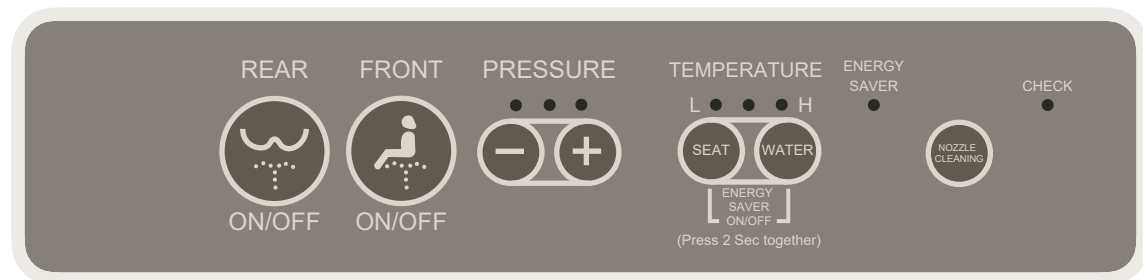 REAR
ON/OFF
FRONT
ON/OFF
PRESSURE
− +
TEMPERATURE
L H
SEAT WATER
ENERGY
SAVER
ON/OFF
(Press 2 Sec together)
ENERGY
SAVER
NOZZLE
CLEANING
CHECK